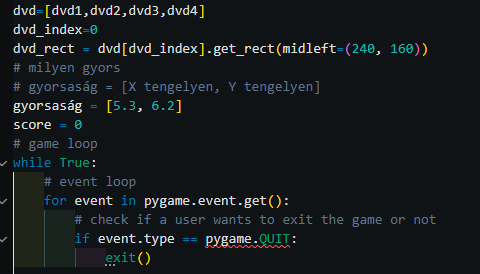 dvd=[dvd1,dvd2,dvd3,dvd4]
dvd_index=0
dvd_rect = dvd[dvd_index].get_rect(midleft=(240, 160))
# milyen gyors
# gyorsaság = [X tengelyen, Y tengelyen]
gyorsaság = [5.3, 6.2]
score = 0
# game loop
while True:
    # event loop
    for event in pygame.event.get():
        # check if a user wants to exit the game or not
        if event.type == pygame.QUIT:
            exit()